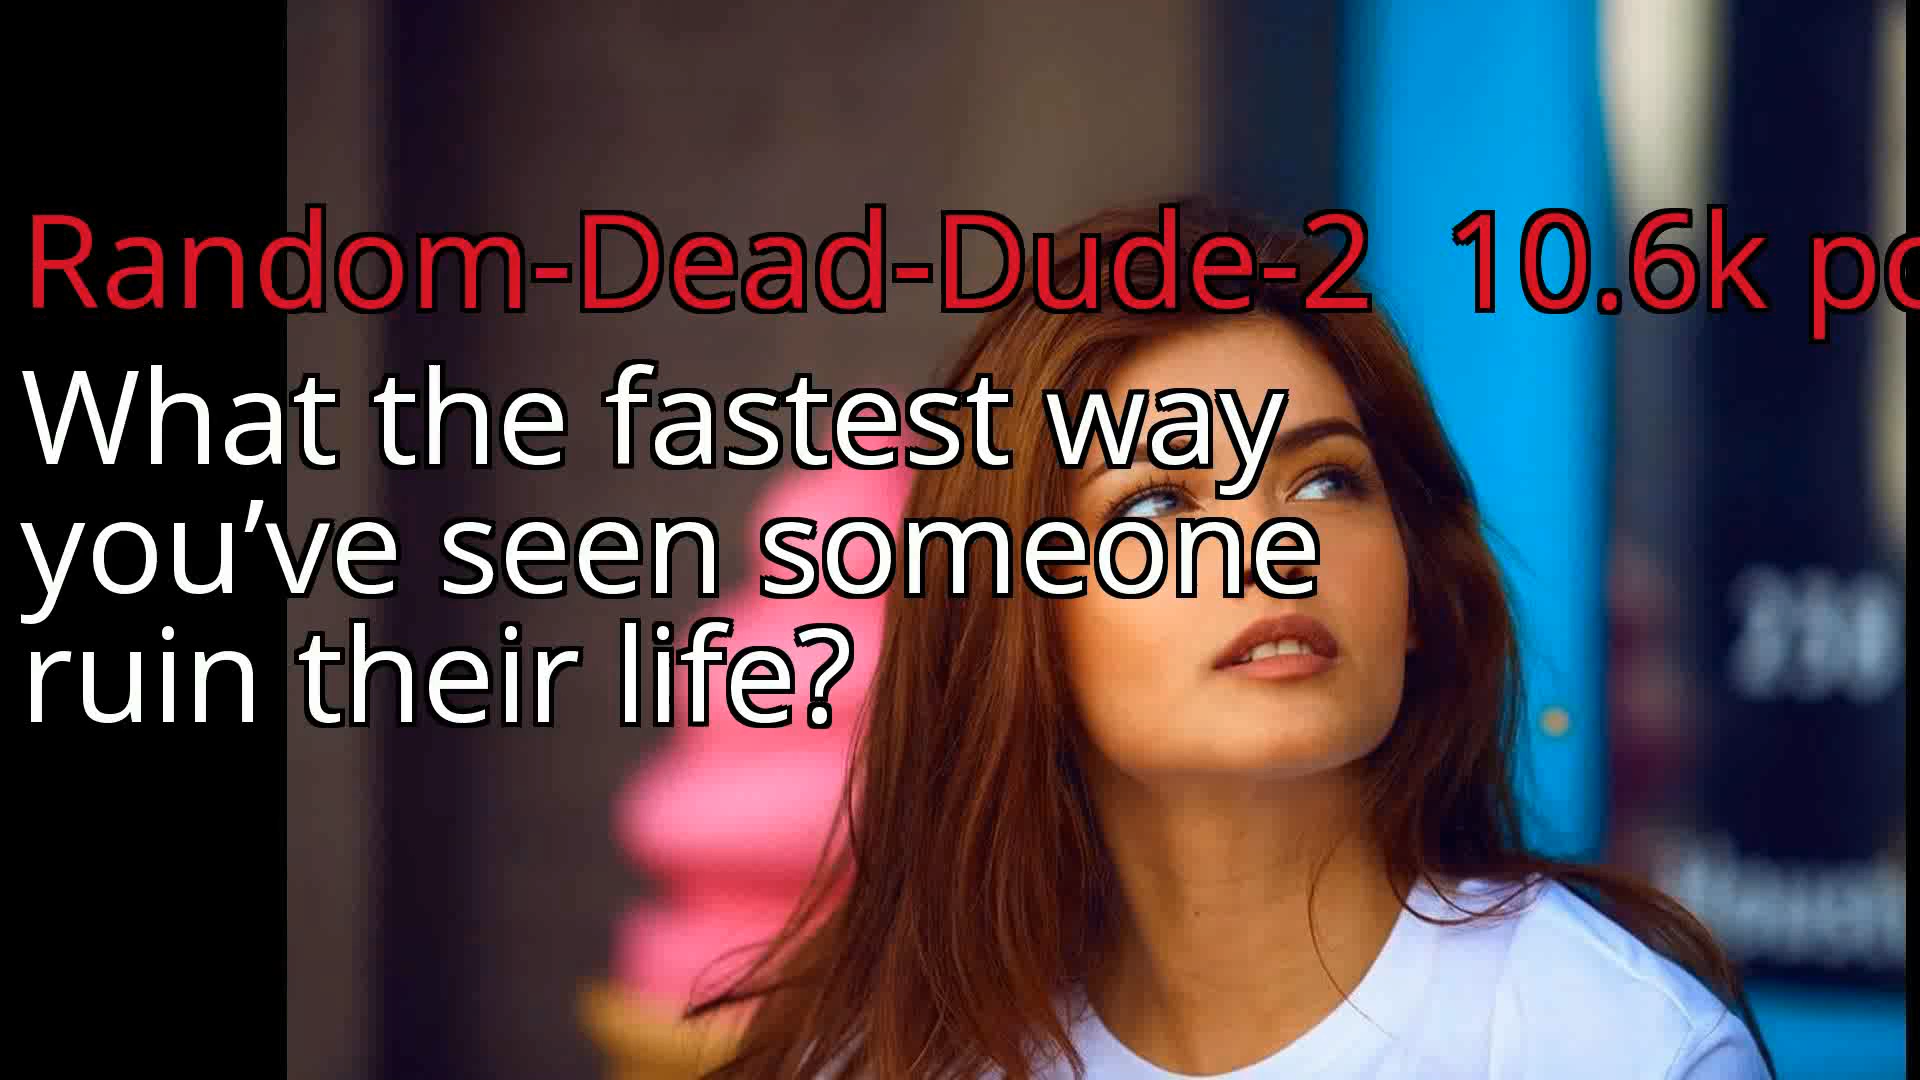 Random-Dead-Dude-2 10.6k
What the fastest way
you’ve seen someone
ruin their life?